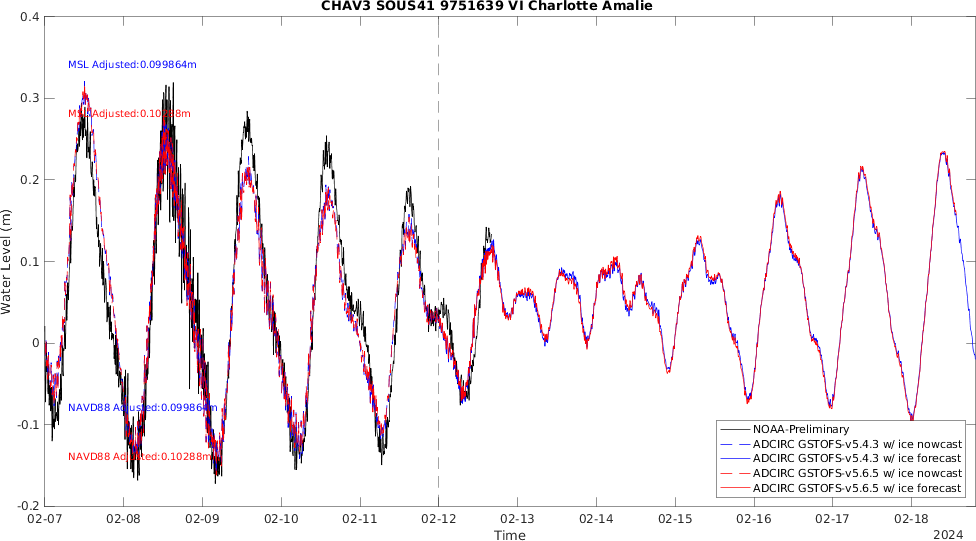 CHAV3 SOUS41 9751639 VI Charlotte Amalie
0.4
0.3
0.2
0.1
0
-0.1
-0.2
Water Level (m)
MSL Adjusted:0.099864m
MSL Adjusted:0.10288m
NAVD88 Adjusted:0.099864m
NAVD88 Adjusted:0.10288m
NOAA-Preliminary
ADCIRC GSTOFS-v5.4.3 w/ ice nowcast
ADCIRC GSTOFS-v5.4.3 w/ ice forecast
ADCIRC GSTOFS-v5.6.5 w/ ice nowcast
ADCIRC GSTOFS-v5.6.5 w/ ice forecast
02-07 02-08 02-09 02-10 02-11 02-12 02-13 02-14 02-15 02-16 02-17 02-18
Time
2024